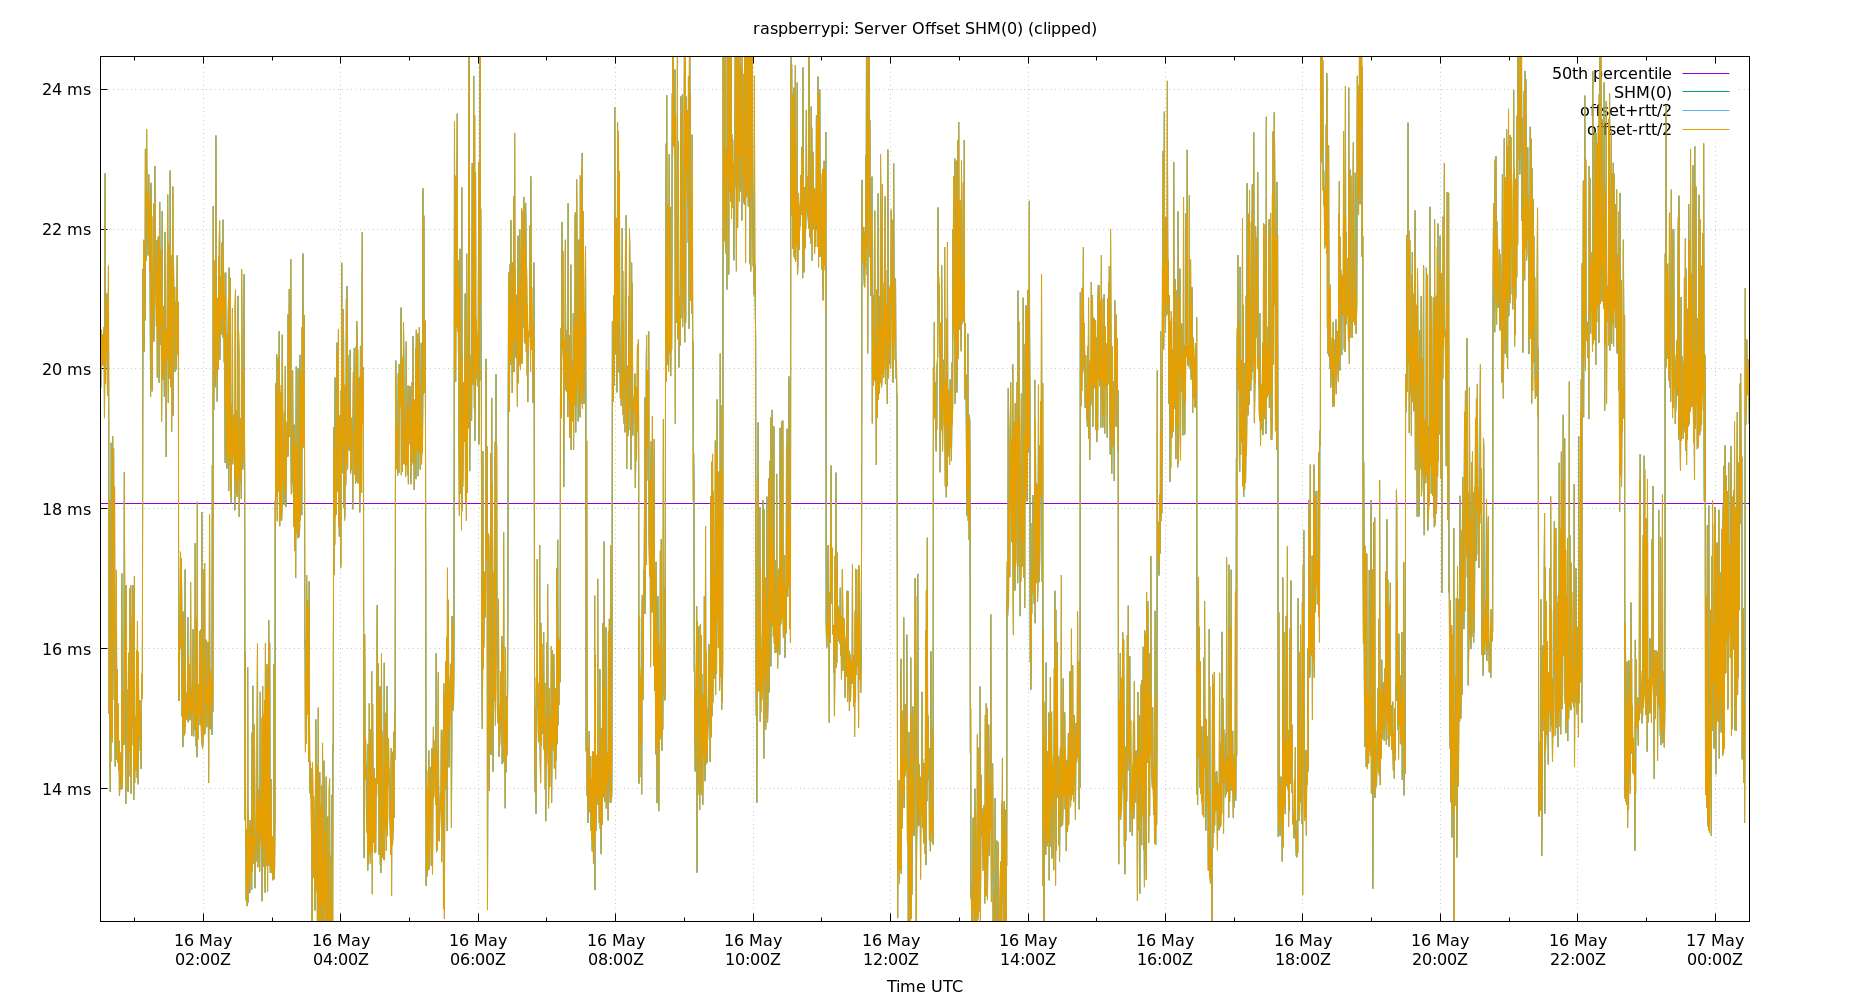 raspberrypi: Server Offset SHM(0) (clipped)
24 ms
22 ms
20 ms
18 ms
16 ms
14 ms
50th percentile
SHM(0)
offset+rtt/2
offset-rtt/2
16 May 16 May 16 May 16 May 16 May 16 May 16 May 16 May 16 May 16 May 16 May 17 May
02:00Z 04:00Z 06:00Z 08:00Z 10:00Z 12:00Z 14:00Z 16:00Z 18:00Z 20:00Z 22:00Z 00:00Z
Time UTC